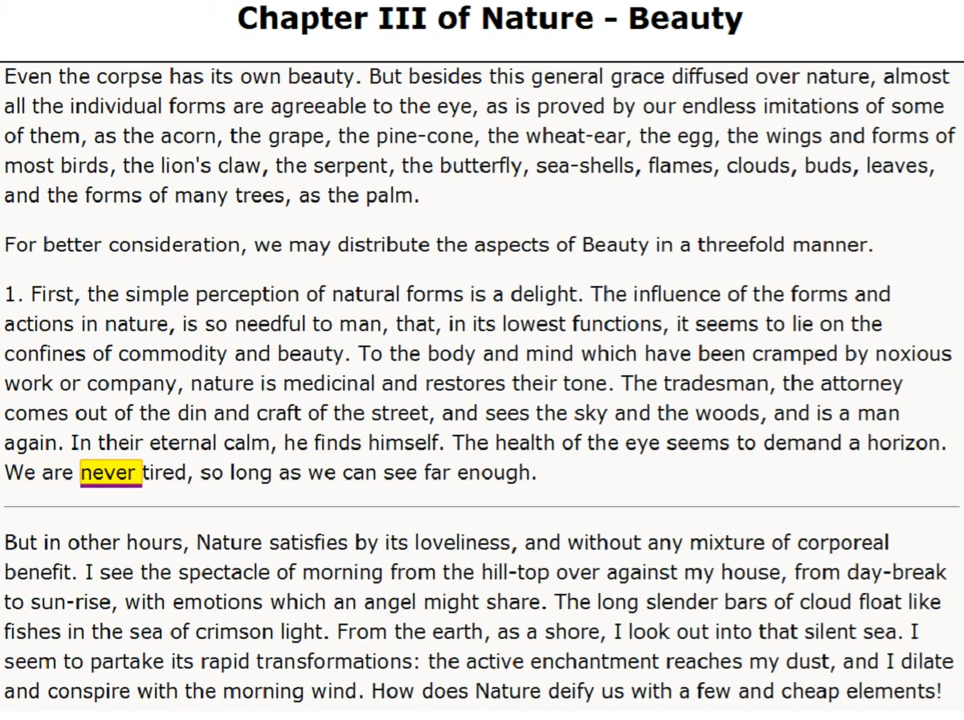 Chapter III of Nature - Beauty
Even the corpse has its own beauty. But besides this general grace diffused over nature, almost
all the individual forms are agreeable to the eye, as is proved by our endless imitations of some
of them, as the acorn, the grape, the pine-cone, the wheat-ear, the egg, the wings and forms of
most birds, the lion's claw, the serpent, the butterfly, sea-shells, flames, clouds, buds, leaves,
and the forms of many trees, as the palm.
For better consideration, we may distribute the aspects of Beauty in a threefold manner.
1. First, the simple perception of natural forms is a delight. The influence of the forms and
actions in nature, is so needful to man, that, in its lowest functions, it seems to lie on the
confines of commodity and beauty. To the body and mind which have been cramped by noxious
work or company, nature is medicinal and restores their tone. The tradesman, the attorney
comes out of the din and craft of the street, and sees the sky and the woods, and is a man
again. In their eternal calm, he finds himself. The health of the eye seems to demand a horizon.
We are never tired, so long as we can see far enough.
But in other hours, Nature satisfies by its loveliness, and without any mixture of corporeal
benefit. I see the spectacle of morning from the hill-top over against my house, from day-break
to sun-rise, with emotions which an angel might share. The long slender bars of cloud float like
fishes in the sea of crimson light. From the earth, as a shore, I look out into that silent sea. I
seem to partake its rapid transformations: the active enchantment reaches my dust, and I dilate
and conspire with the morning wind. How does Nature deify us with a few and cheap elements!